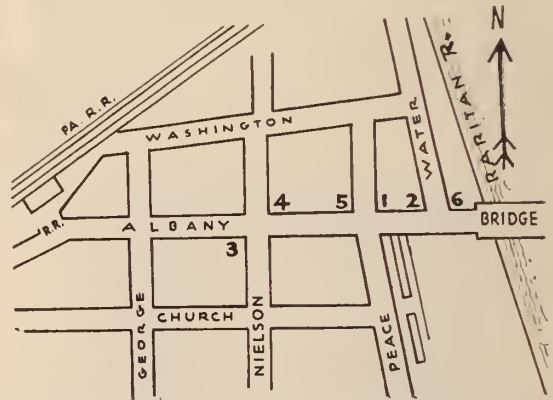 N
PA. R.R.
RARITAN R.
WASHINGTON
WATER
4 5 1 2 6
BRIDGE
R.R.
ALBANY
3
GEORGE
CHURCH
NIELSON
PEACE